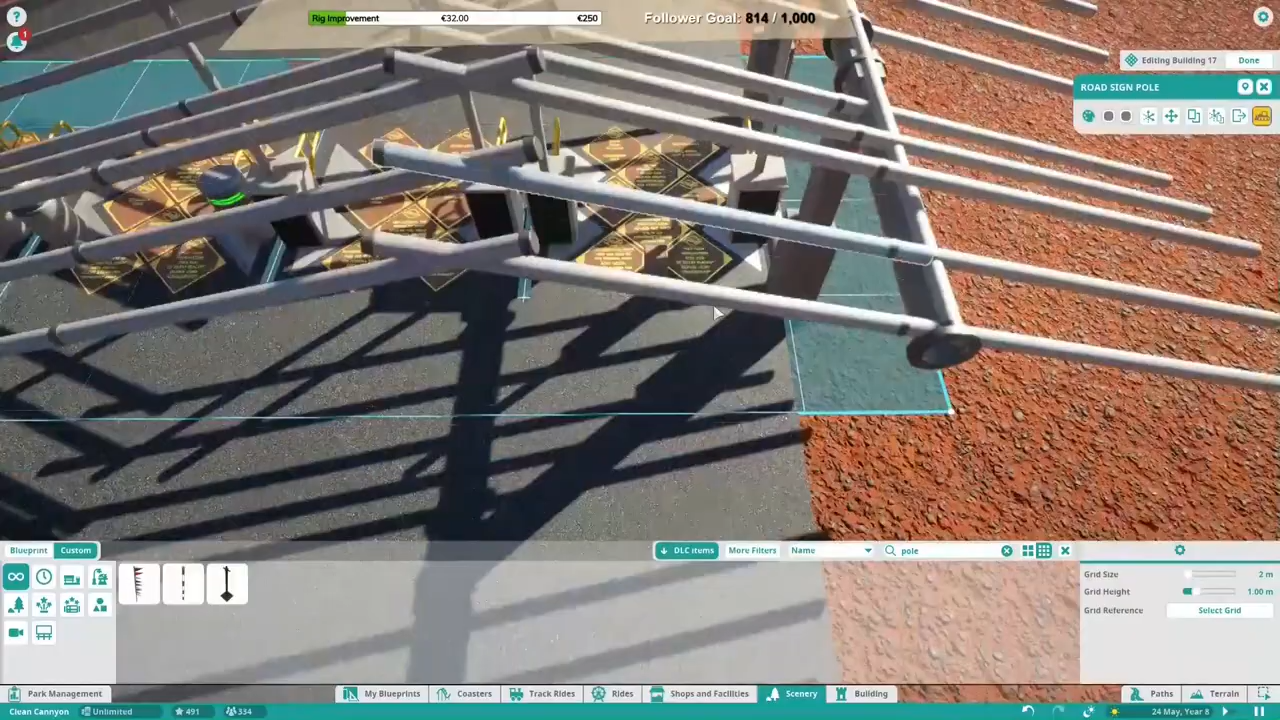 Rig Improvement €32.00 €250
Follower Goal: 814 / 1,000
?
1
Editing Building 17 Done
ROAD SIGN POLE
Blueprint Custom
DLC items More Filters Name pole
Grid Size 2 m
Grid Height 1.00 m
Grid Reference Select Grid
Park Management My Blueprints Coasters Track Rides Rides Shops and Facilities Scenery Building Paths Terrain
Clean Cannyon Unlimited 491 334 24 May, Year 8